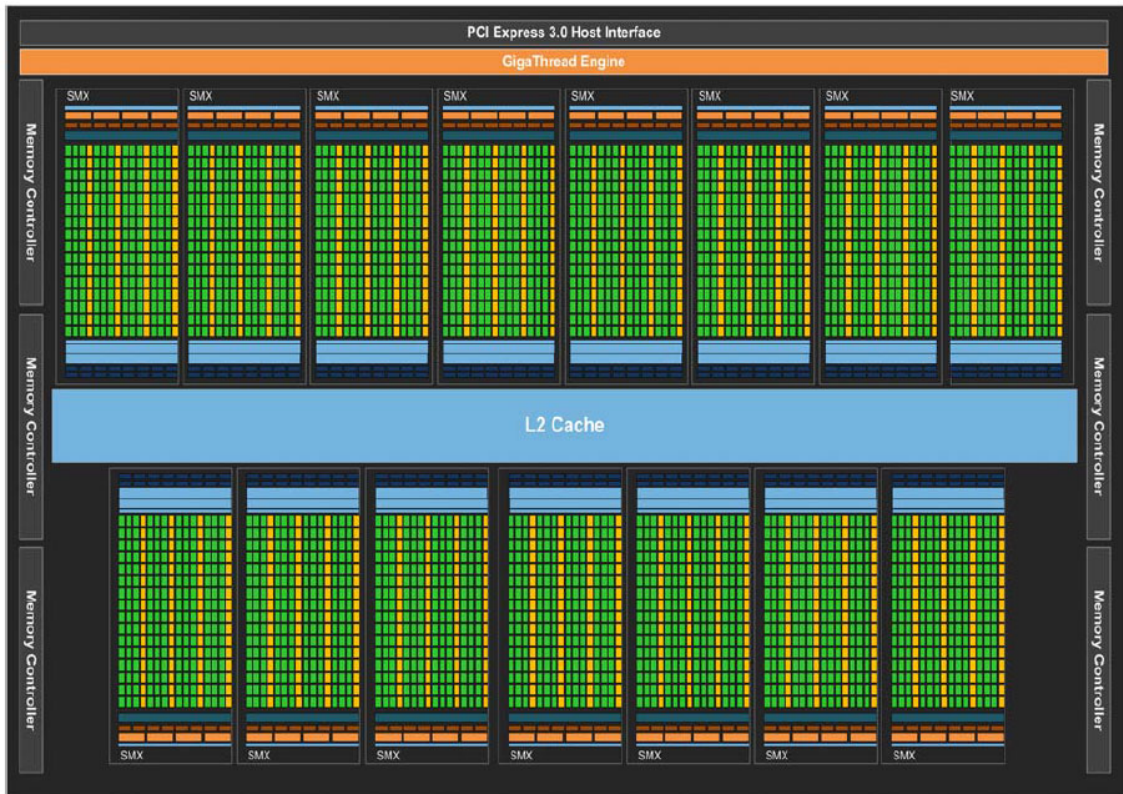 PCI Express 3.0 Host Interface
GigaThread Engine
SMX
SMX
SMX
SMX
SMX
SMX
SMX
SMX
Memory Controller
Memory Controller
Memory Controller
Memory Controller
L2 Cache
Memory Controller
Memory Controller
SMX
SMX
SMX
SMX
SMX
SMX
SMX